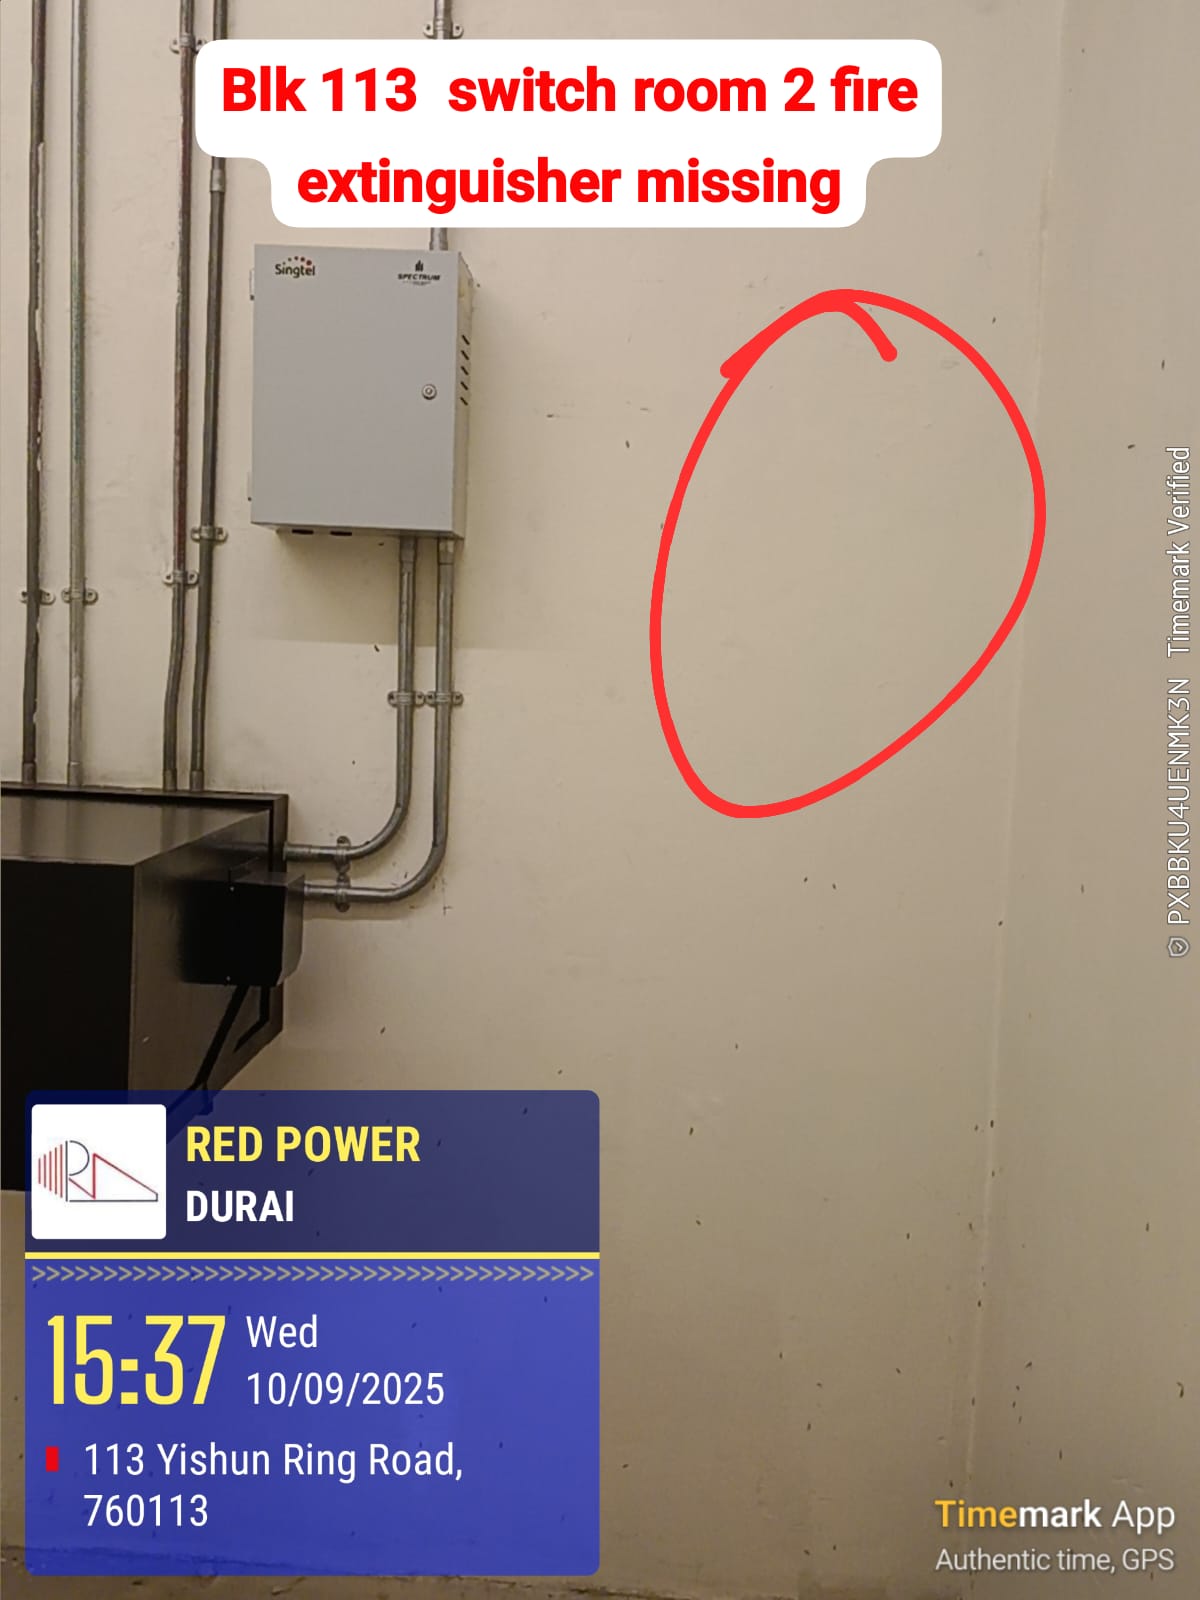 Blk 113  switch room 2 fire
extinguisher missing
Singtel
SPECTRUM
RED POWER
DURAI
>>>>>>>>>>>>>>>>>>>>>>>>>>>>>>>>>>>>>>>
15:37
Wed
10/09/2025
113 Yishun Ring Road,
760113
PXBBKU4UENMK3N Timemark Verified
Timemark App
Authentic time, GPS